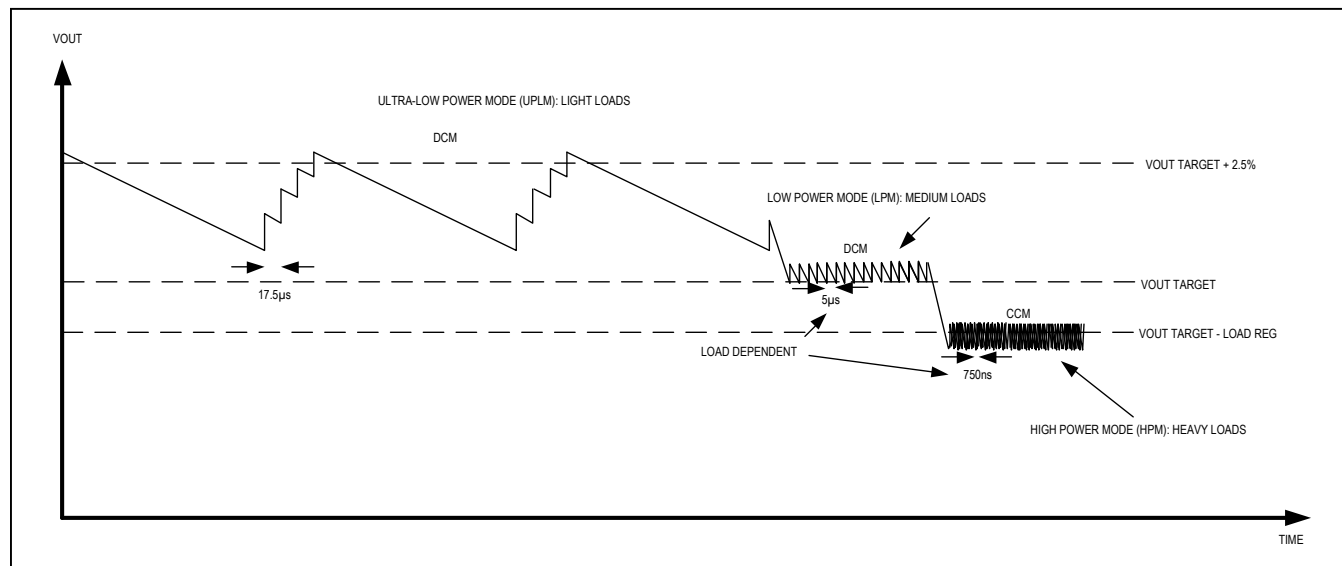 VOUT
ULTRA-LOW POWER MODE (UPLM): LIGHT LOADS
DCM
VOUT TARGET + 2.5%
LOW POWER MODE (LPM): MEDIUM LOADS
DCM
17.5µs
VOUT TARGET
5µs
CCM
VOUT TARGET - LOAD REG
LOAD DEPENDENT
750ns
HIGH POWER MODE (HPM): HEAVY LOADS
TIME